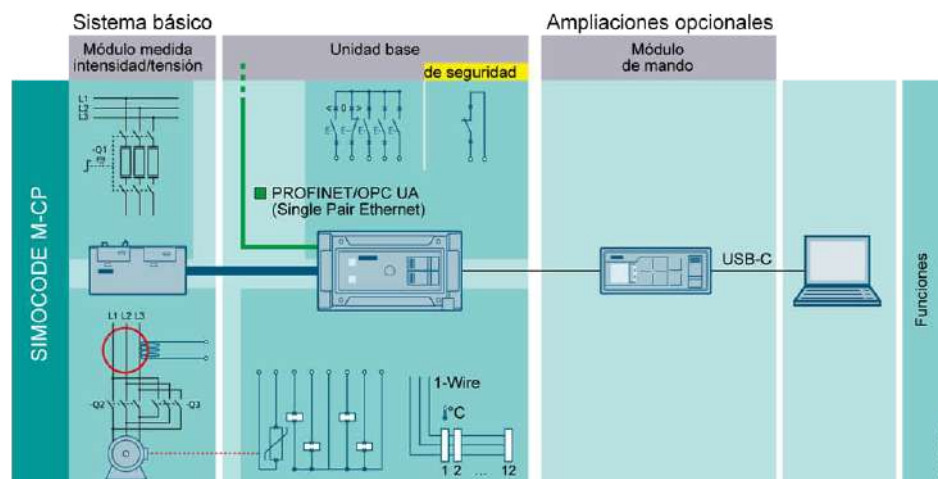 Sistema básico
Ampliaciones opcionales
Módulo medida
intensidad/tensión
Unidad base
de seguridad
Módulo
de mando
SIMOCODE M-CP
L1
L2
L3
-Q1
PROFINET/OPC UA
(Single Pair Ethernet)
USB-C
Funciones
L1 L2 L3
-Q2
-Q3
1-Wire
°C
1 2 ... 12